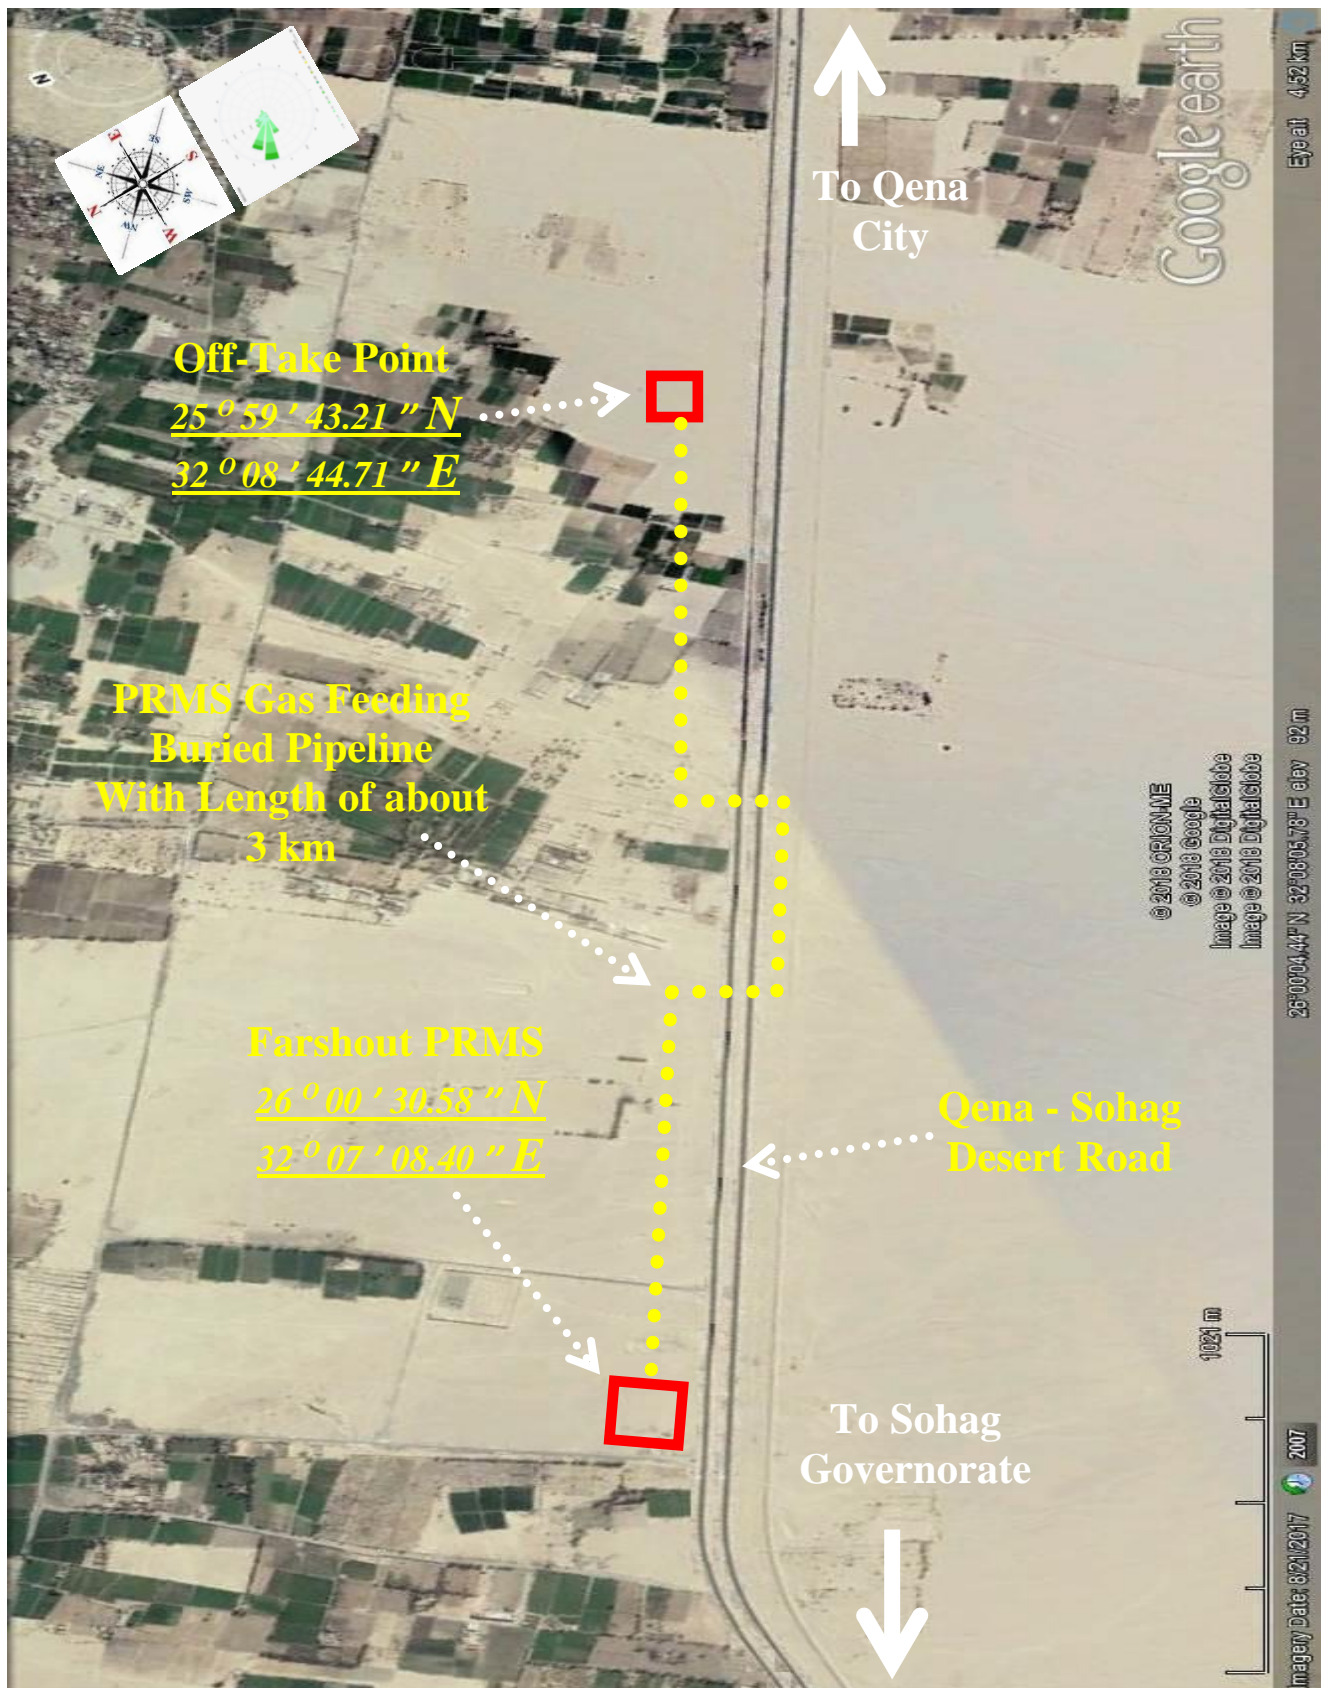 N
E
SE
S
SW
W
NW
N
NE
To Qena
City
Google earth
Eye alt 4.52 km
Off-Take Point
25 O 59 ' 43.21 " N
32 O 08 ' 44.71 " E
PRMS Gas Feeding
Buried Pipeline
With Length of about
3 km
© 2018 ORION-ME
© 2018 Google
Image © 2018 DigitalGlobe
Image © 2018 DigitalGlobe
26°00'04.44" N 32°08'05.78" E elev 92 m
Farshout PRMS
26 O 00 ' 30.58 " N
32 O 07 ' 08.40 " E
Qena - Sohag
Desert Road
1021 m
To Sohag
Governorate
Imagery Date: 8/21/2017 2007